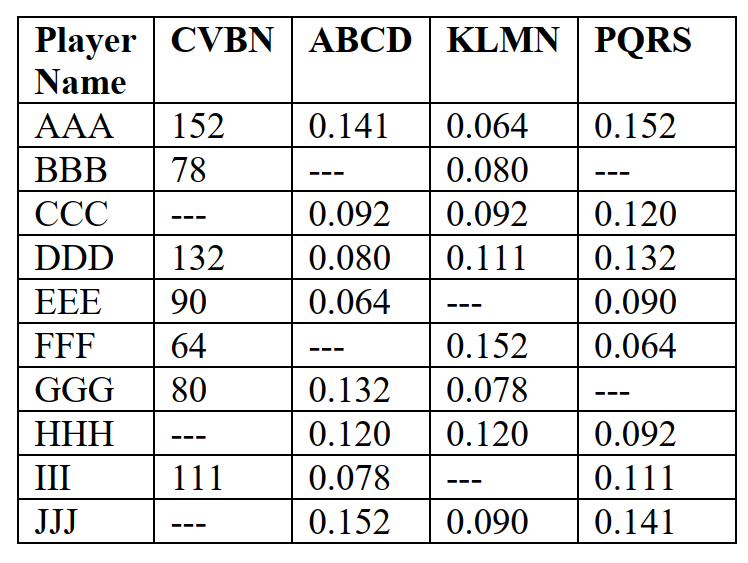 Player Name CVBN ABCD KLMN PQRS
AAA 152 0.141 0.064 0.152
BBB 78 --- 0.080 ---
CCC --- 0.092 0.092 0.120
DDD 132 0.080 0.111 0.132
EEE 90 0.064 --- 0.090
FFF 64 --- 0.152 0.064
GGG 80 0.132 0.078 ---
HHH --- 0.120 0.120 0.092
III 111 0.078 --- 0.111
JJJ --- 0.152 0.090 0.141